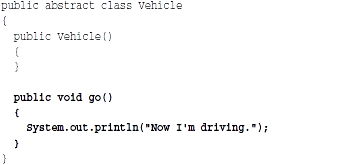 public abstract class Vehicle
{
  public Vehicle()
  {
  }

  public void go()
  {
    System.out.println("Now I'm driving.");
  }
}